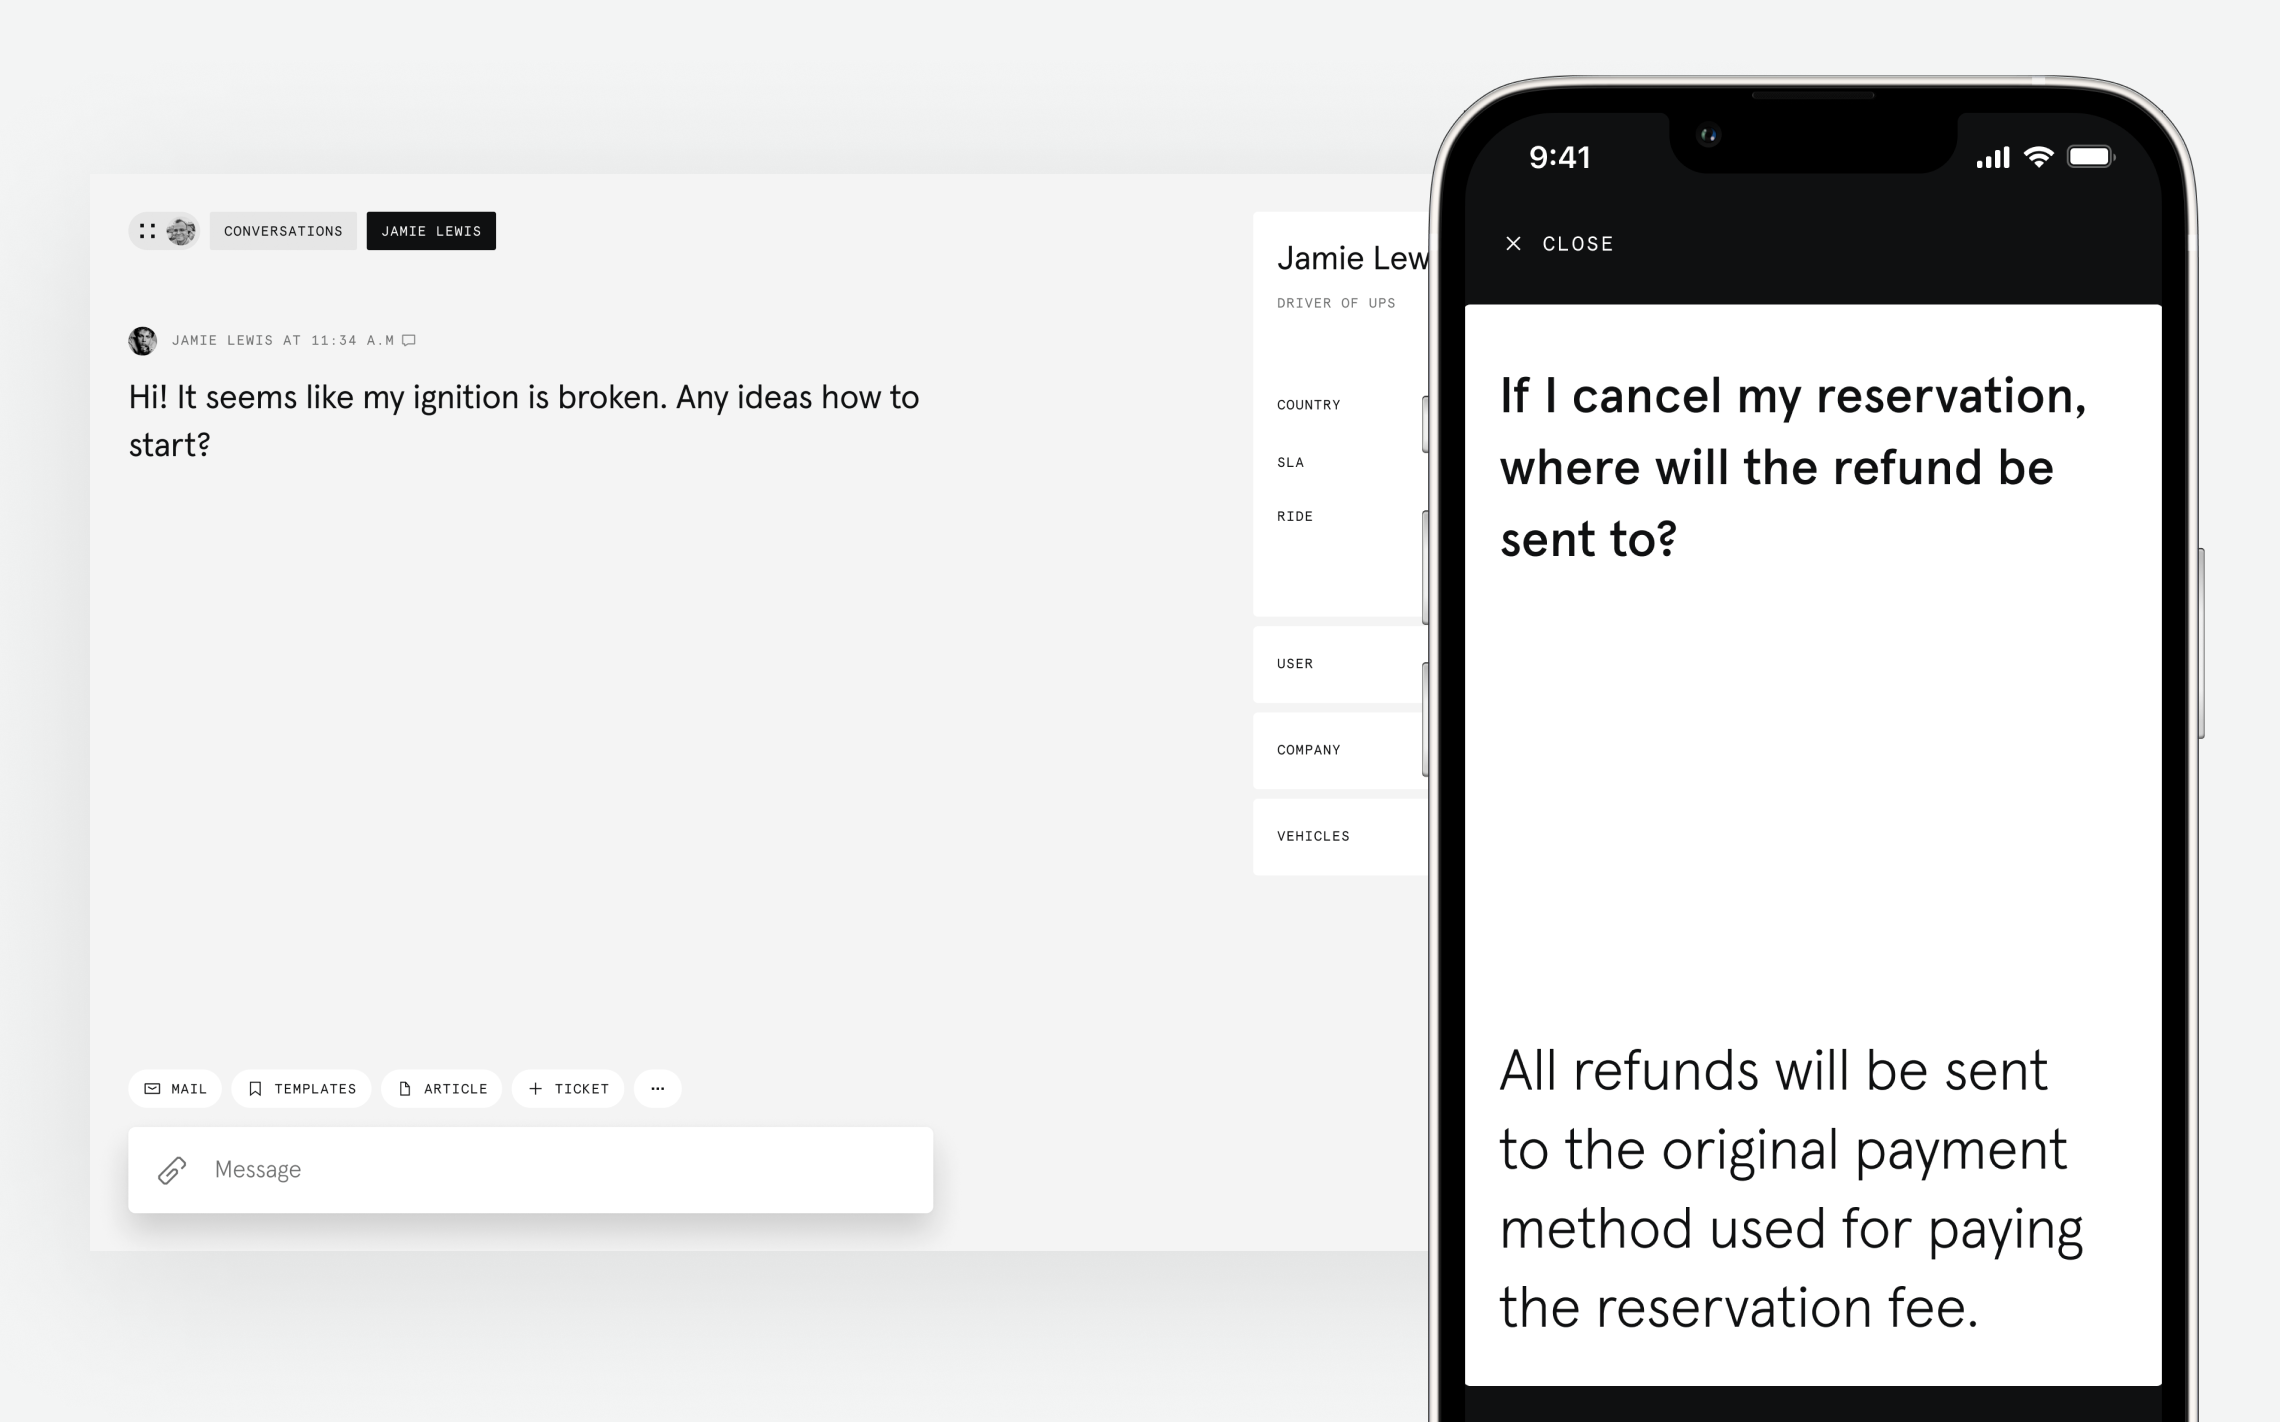 CONVERSATIONS
JAMIE LEWIS
JAMIE LEWIS AT 11:34 A.M
Hi! It seems like my ignition is broken. Any ideas how to
start?
MAIL
TEMPLATES
ARTICLE
+ TICKET
...
Message
Jamie Lew
DRIVER OF UPS
COUNTRY
SLA
RIDE
USER
COMPANY
VEHICLES
9:41
× CLOSE
If I cancel my reservation,
where will the refund be
sent to?
All refunds will be sent
to the original payment
method used for paying
the reservation fee.